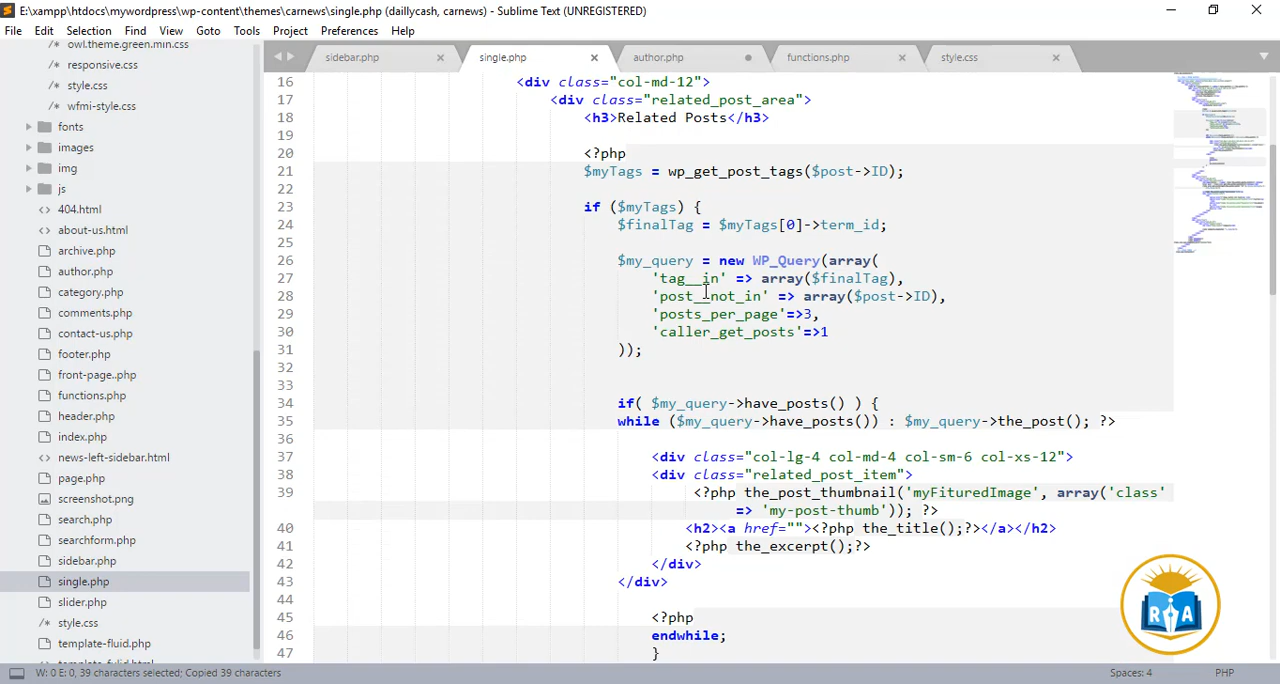 E:\xampp\htdocs\mywordpress\wp-content\themes\carnews\single.php (daillycash, carnews) - Sublime Text (UNREGISTERED)
File Edit Selection Find View Goto Tools Project Preferences Help
owl.theme.green.min.css
/* responsive.css
/* style.css
/* wfmi-style.css
fonts
images
img
js
<> 404.html
<> about-us.html
archive.php
author.php
category.php
comments.php
contact-us.php
footer.php
front-page..php
functions.php
header.php
index.php
<> news-left-sidebar.html
page.php
screenshot.png
search.php
searchform.php
sidebar.php
single.php
slider.php
/* style.css
template-fluid.php
sidebar.php single.php author.php functions.php style.css
16 <div class="col-md-12">
17 <div class="related_post_area">
18 <h3>Related Posts</h3>
19
20 <?php
21 $myTags = wp_get_post_tags($post->ID);
22
23 if ($myTags) {
24 $finalTag = $myTags[0]->term_id;
25
26 $my_query = new WP_Query(array(
27 'tag__in' => array($finalTag),
28 'post__not_in' => array($post->ID),
29 'posts_per_page'=>3,
30 'caller_get_posts'=>1
31 ));
32
33
34 if( $my_query->have_posts() ) {
35 while ($my_query->have_posts()) : $my_query->the_post(); ?>
36
37 <div class="col-lg-4 col-md-4 col-sm-6 col-xs-12">
38 <div class="related_post_item">
39 <?php the_post_thumbnail('myFituredImage', array('class'
=> 'my-post-thumb')); ?>
40 <h2><a href=""><?php the_title();?></a></h2>
41 <?php the_excerpt();?>
42 </div>
43 </div>
44
45 <?php
46 endwhile;
47 }
R A
W: 0 E: 0, 39 characters selected; Copied 39 characters
Spaces: 4 PHP